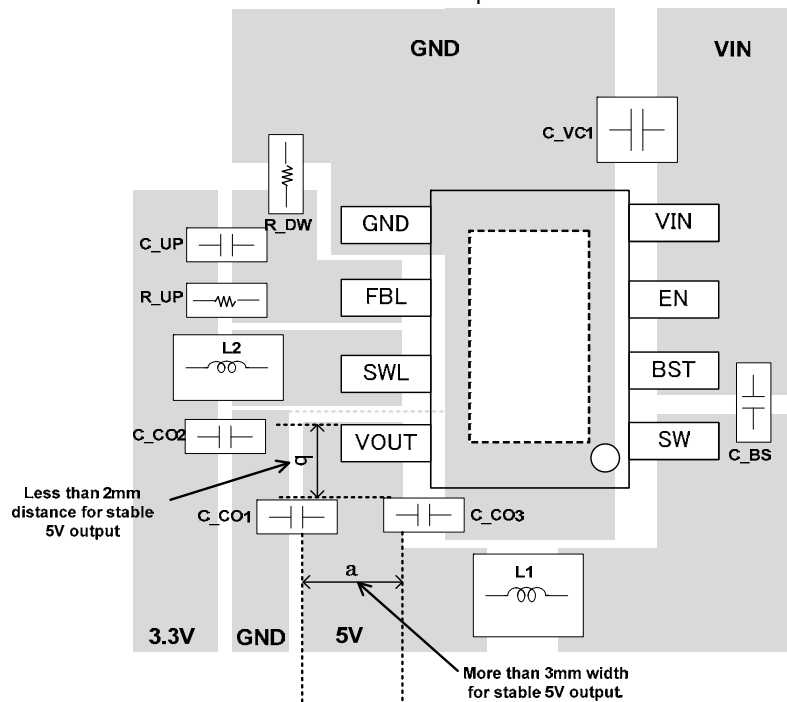 GND
VIN
C_VC1
R_DW
C_UP
GND
VIN
R_UP
FBL
EN
L2
SWL
BST
C_CO2
VOUT
SW
C_BS
b
Less than 2mm
distance for stable
5V output
C_CO1
C_CO3
a
L1
3.3V
GND
5V
More than 3mm width
for stable 5V output.